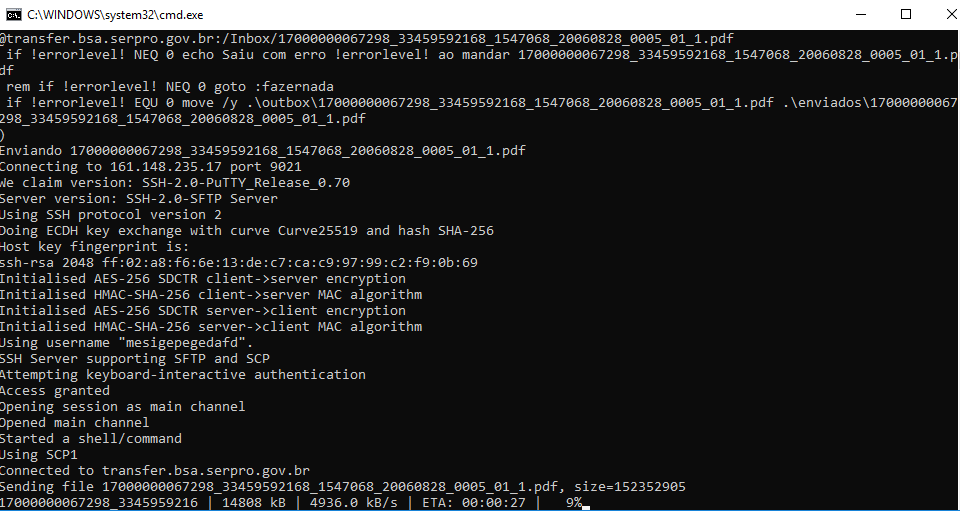 C:\WINDOWS\system32\cmd.exe
@transfer.bsa.serpro.gov.br:/Inbox/17000000067298_33459592168_1547068_20060828_0005_01_1.pdf
 if !errorlevel! NEQ 0 echo Saiu com erro !errorlevel! ao mandar 17000000067298_33459592168_1547068_20060828_0005_01_1.p
df
 rem if !errorlevel! NEQ 0 goto :fazernada
 if !errorlevel! EQU 0 move /y .\outbox\17000000067298_33459592168_1547068_20060828_0005_01_1.pdf .\enviados\17000000067
298_33459592168_1547068_20060828_0005_01_1.pdf
)
Enviando 17000000067298_33459592168_1547068_20060828_0005_01_1.pdf
Connecting to 161.148.235.17 port 9021
We claim version: SSH-2.0-PuTTY_Release_0.70
Server version: SSH-2.0-SFTP Server
Using SSH protocol version 2
Doing ECDH key exchange with curve Curve25519 and hash SHA-256
Host key fingerprint is:
ssh-rsa 2048 ff:02:a8:f6:6e:13:de:c7:ca:c9:97:99:c2:f9:0b:69
Initialised AES-256 SDCTR client->server encryption
Initialised HMAC-SHA-256 client->server MAC algorithm
Initialised AES-256 SDCTR server->client encryption
Initialised HMAC-SHA-256 server->client MAC algorithm
Using username "mesigepegedafd".
SSH Server supporting SFTP and SCP
Attempting keyboard-interactive authentication
Access granted
Opening session as main channel
Opened main channel
Started a shell/command
Using SCP1
Connected to transfer.bsa.serpro.gov.br
Sending file 17000000067298_33459592168_1547068_20060828_0005_01_1.pdf, size=152352905
17000000067298_3345959216 | 14808 kB | 4936.0 kB/s | ETA: 00:00:27 |   9%